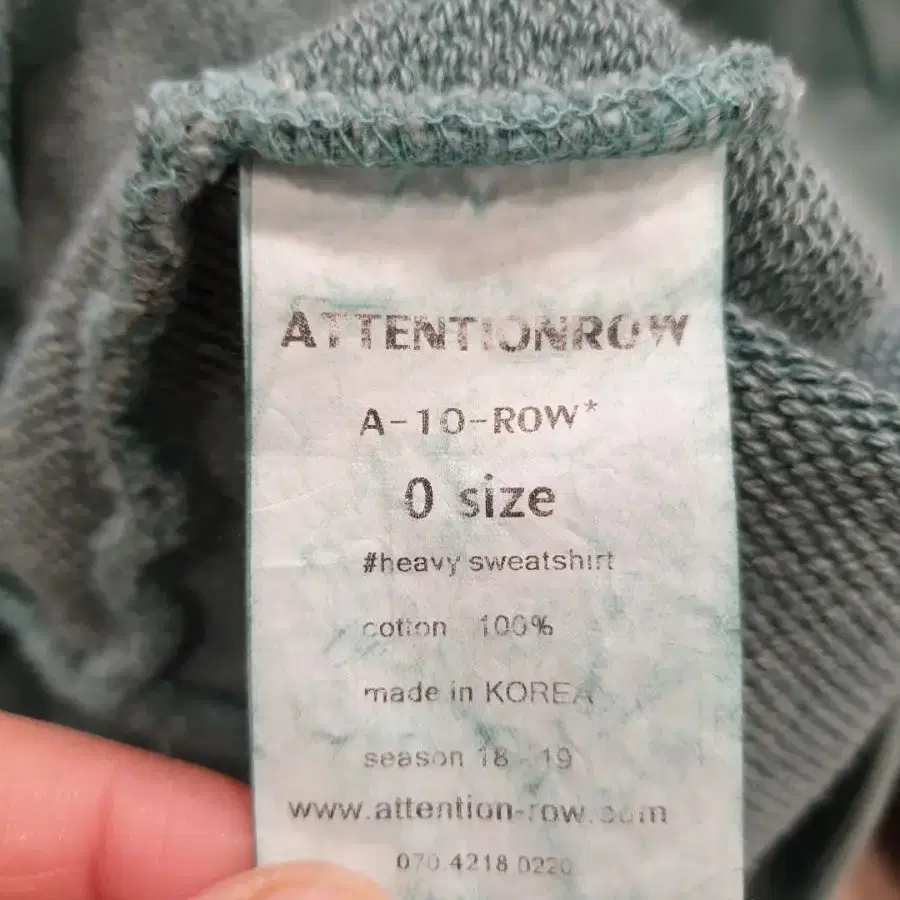 ATTENTIONROW
A-10-ROW*
0 size
#heavy sweatshirt
cotton 100%
made in KOREA
season 18 - 19
www.attention-row.com
070.4218.0220